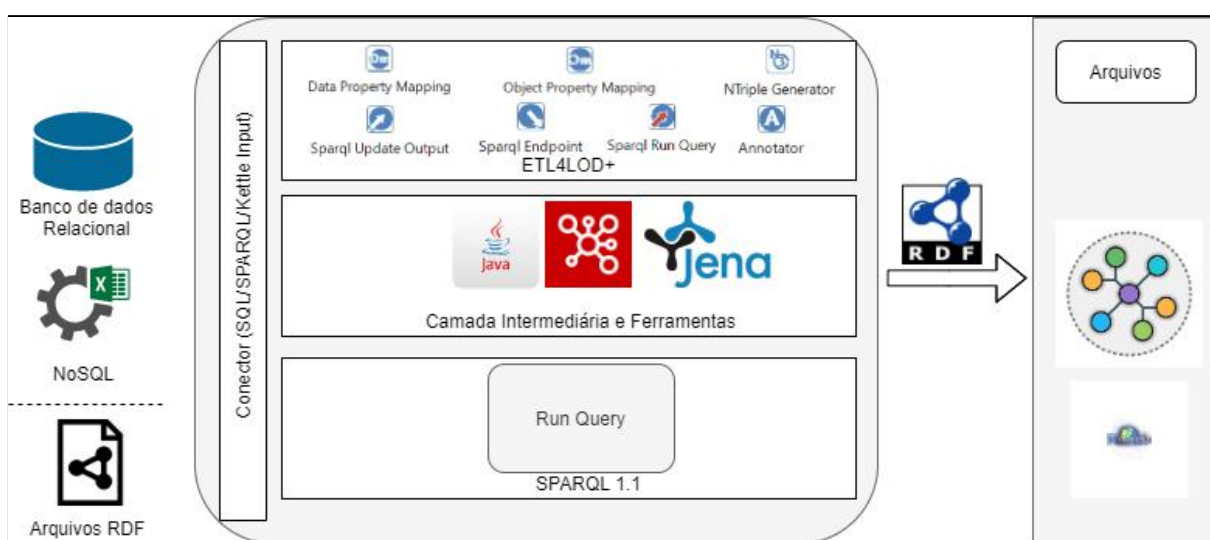 Banco de dados
Relacional
X
NoSQL
Arquivos RDF
Conector (SQL/SPARQL/Kettle Input)
Data Property Mapping
Object Property Mapping
NTriple Generator
Sparql Update Output
Sparql Endpoint
Sparql Run Query
A
Annotator
ETL4LOD+
Java
Jena
Camada Intermediária e Ferramentas
Run Query
SPARQL 1.1
RDF
Arquivos